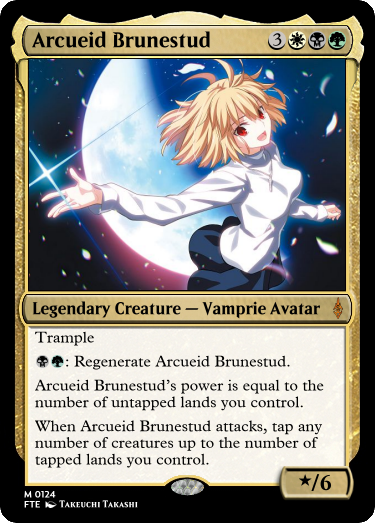 Arcueid Brunestud 3
Legendary Creature — Vamprie Avatar
Trample
: Regenerate Arcueid Brunestud.
Arcueid Brunestud's power is equal to the
number of untapped lands you control.
When Arcueid Brunestud attacks, tap any
number of creatures up to the number of
tapped lands you control.
*/6
M 0124
FTE Takeuchi Takashi